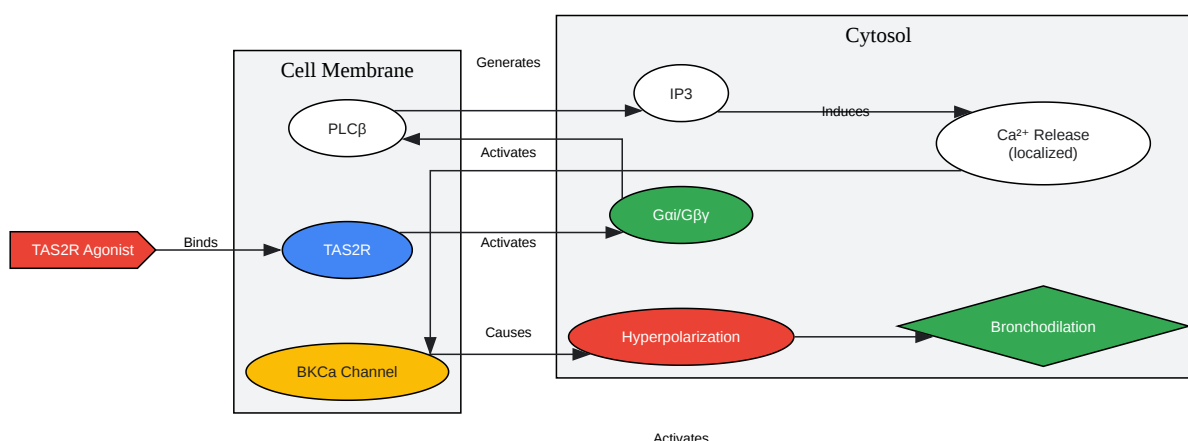 Cytosol
Cell Membrane
Generates
IP3
Induces
PLCβ
Ca²⁺ Release
(localized)
Activates
Gαi/Gβγ
TAS2R Agonist
Binds
TAS2R
Activates
Causes
Hyperpolarization
Bronchodilation
BKCa Channel
Activates